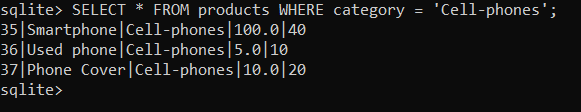 sqlite> SELECT * FROM products WHERE category = 'Cell-phones';
35|Smartphone|Cell-phones|100.0|40
36|Used phone|Cell-phones|5.0|10
37|Phone Cover|Cell-phones|10.0|20
sqlite>